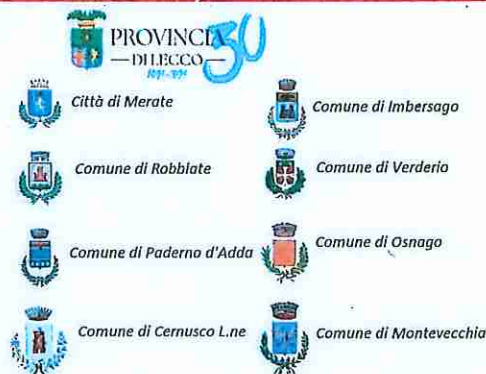 PROVINCIA 30
DI LECCO
Città di Merate
Comune di Imbersago
Comune di Robbiate
Comune di Verderio
Comune di Paderno d'Adda
Comune di Osnago
Comune di Cernusco L.ne
Comune di Montevecchia